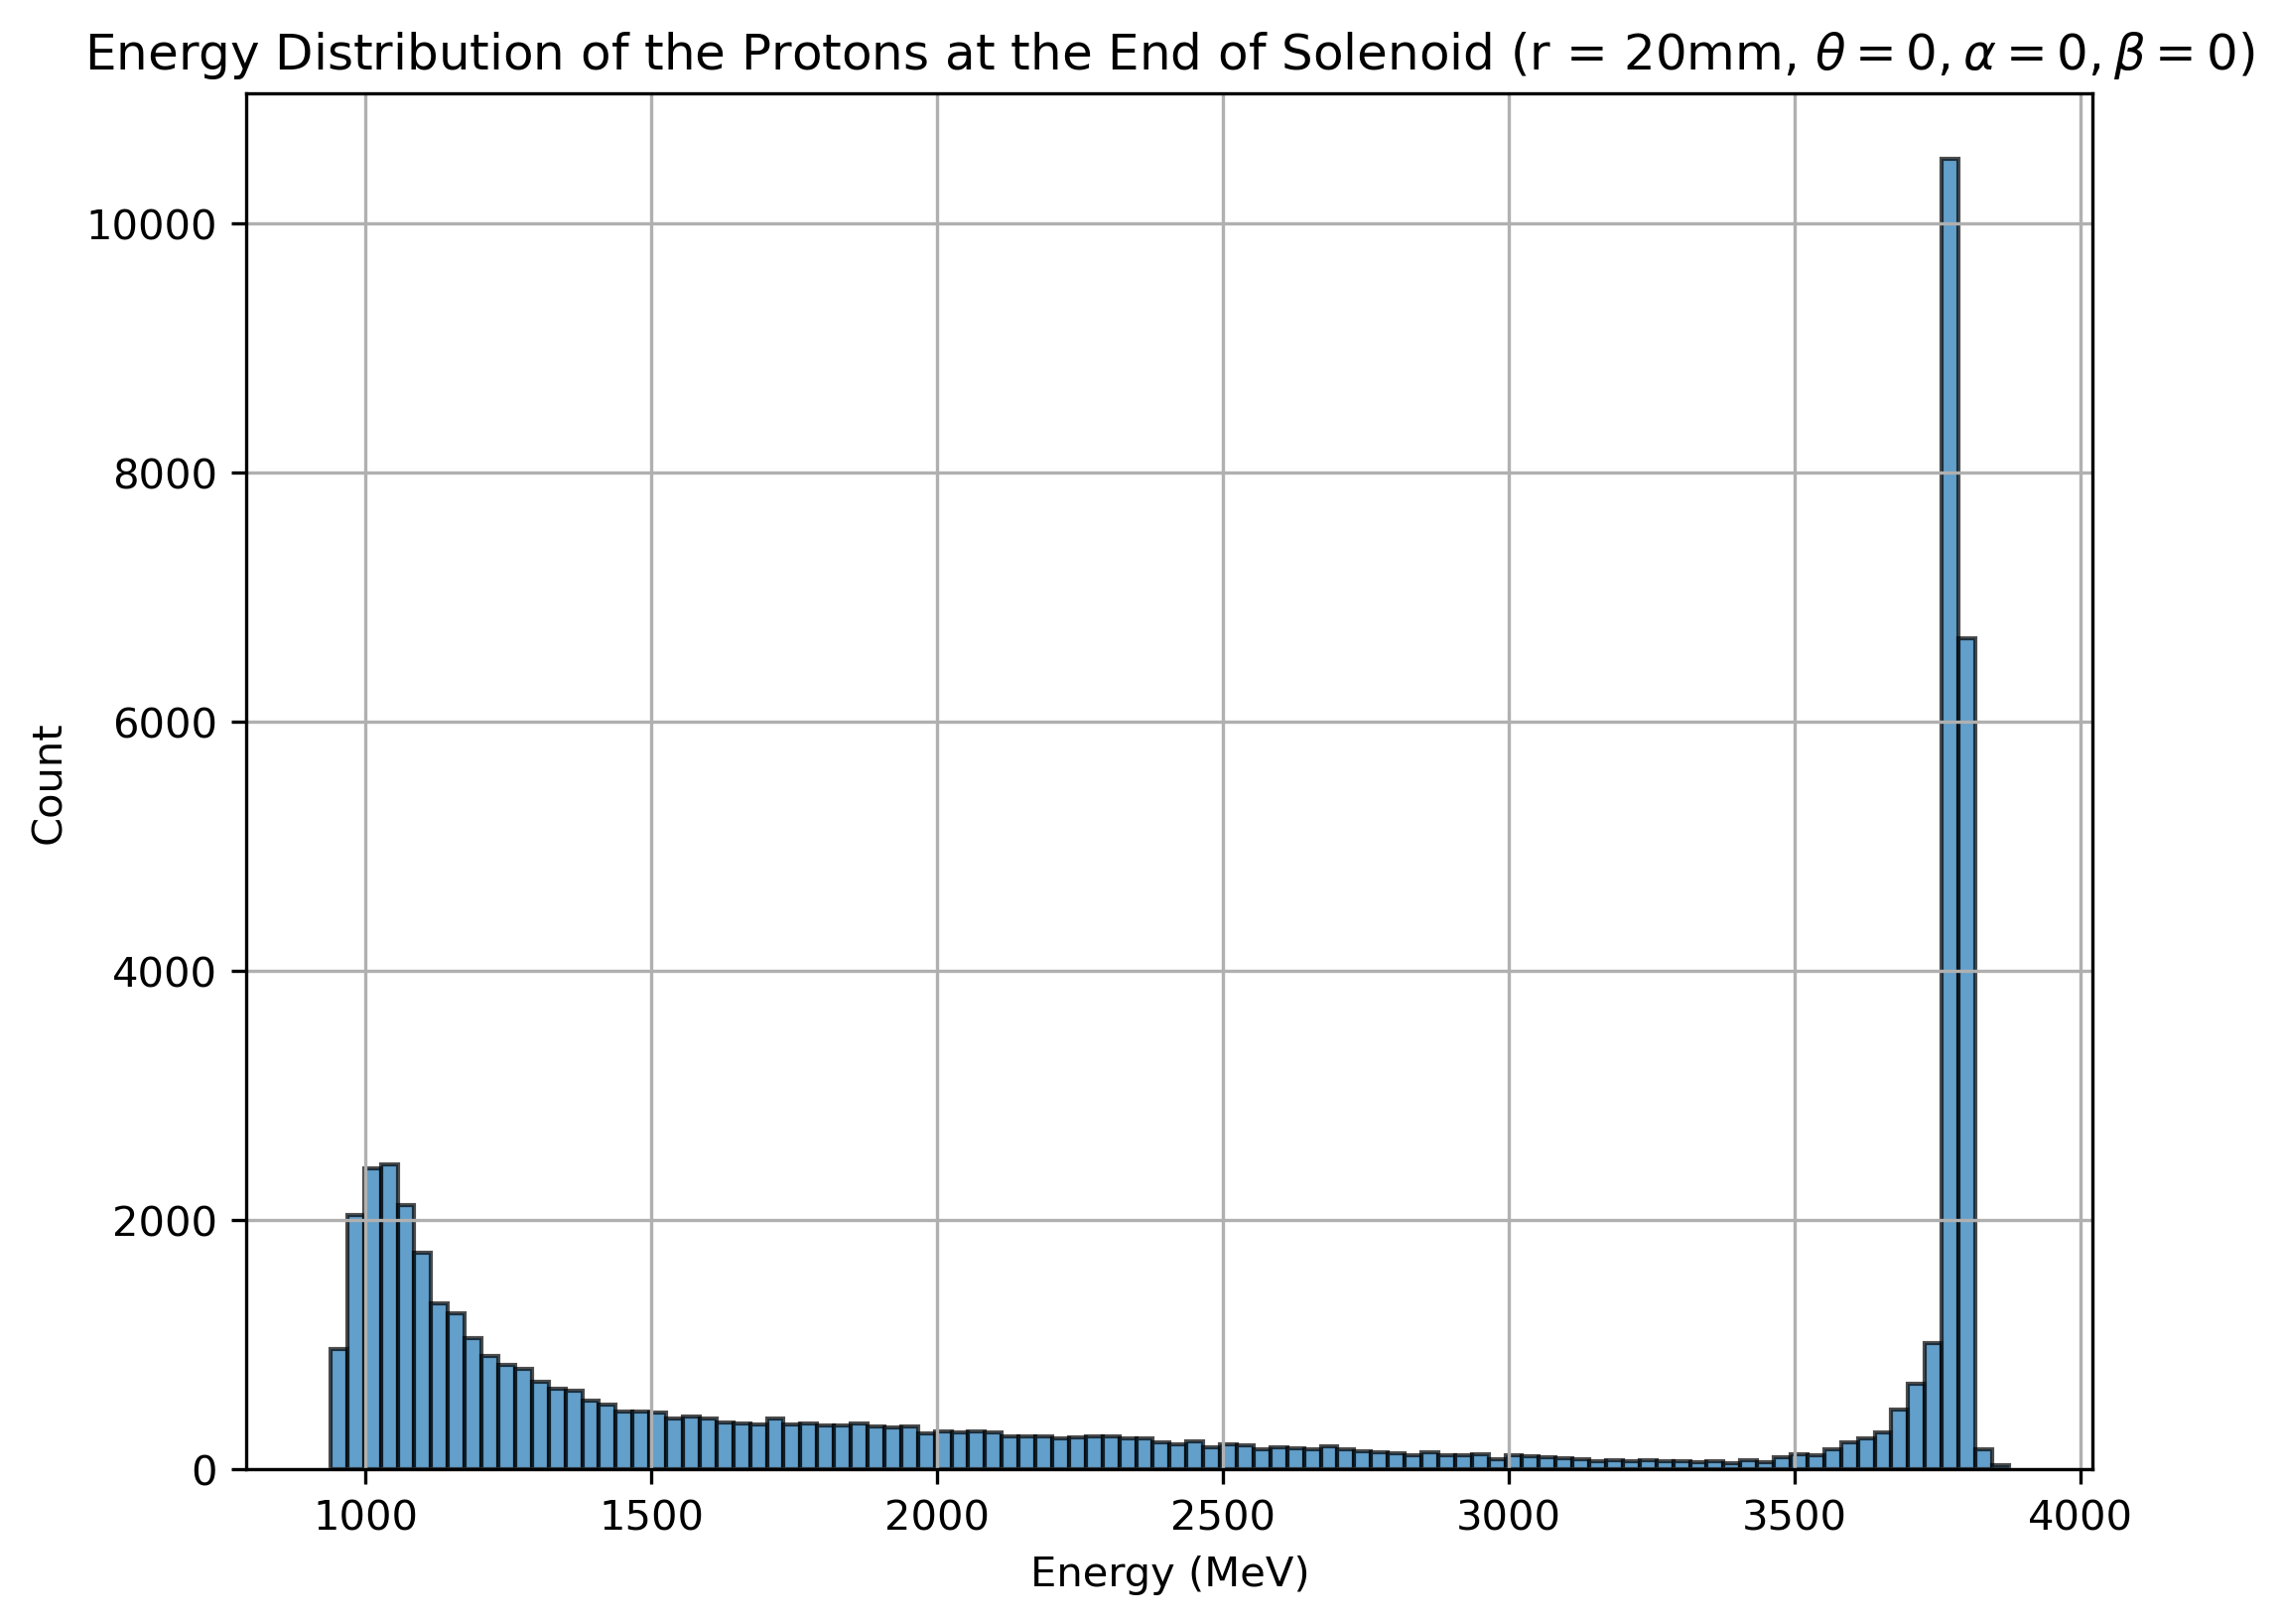 Energy Distribution of the Protons at the End of Solenoid (r = 20mm, θ = 0, α = 0, β = 0)
10000
8000
6000
4000
2000
0
Count
1000 1500 2000 2500 3000 3500 4000
Energy (MeV)